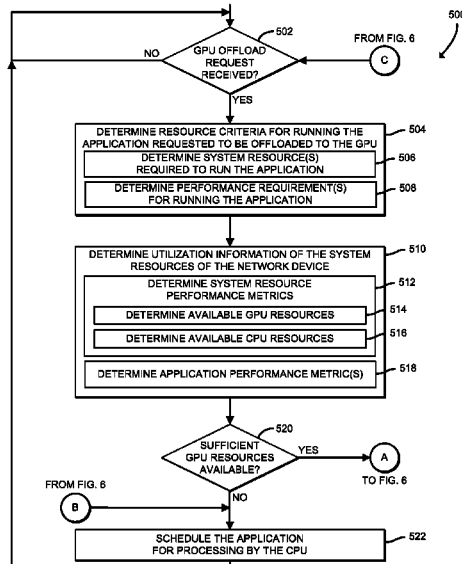 502
500
NO
GPU OFFLOAD
REQUEST
RECEIVED?
FROM FIG. 6
C
YES
DETERMINE RESOURCE CRITERIA FOR RUNNING THE
APPLICATION REQUESTED TO BE OFFLOADED TO THE GPU
504
DETERMINE SYSTEM RESOURCE(S)
REQUIRED TO RUN THE APPLICATION
506
DETERMINE PERFORMANCE REQUIREMENT(S)
FOR RUNNING THE APPLICATION
508
DETERMINE UTILIZATION INFORMATION OF THE SYSTEM
RESOURCES OF THE NETWORK DEVICE
510
DETERMINE SYSTEM RESOURCE
PERFORMANCE METRICS
512
DETERMINE AVAILABLE GPU RESOURCES
514
DETERMINE AVAILABLE CPU RESOURCES
516
DETERMINE APPLICATION PERFORMANCE METRIC(S)
518
520
SUFFICIENT
GPU RESOURCES
AVAILABLE?
YES
A
TO FIG. 6
FROM FIG. 6
B
NO
SCHEDULE THE APPLICATION
FOR PROCESSING BY THE CPU
522